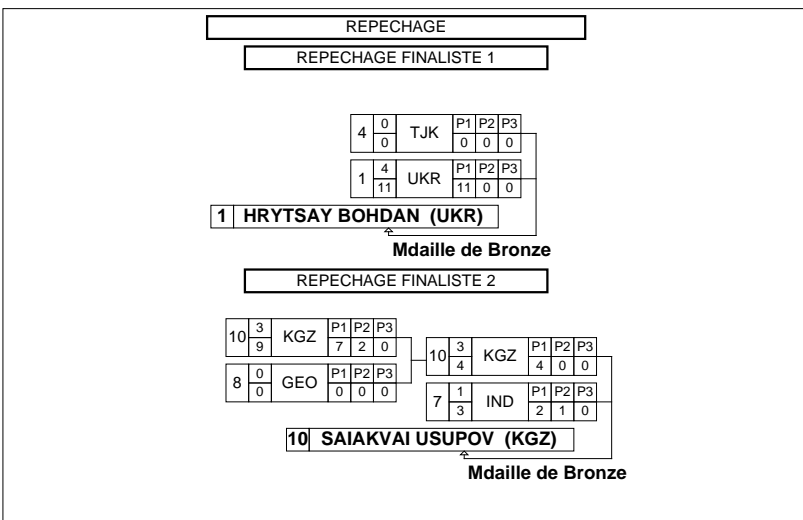 REPECHAGE
REPECHAGE FINALISTE 1
4 0 TJK P1 P2 P3
0 0 0 0
1 4 UKR P1 P2 P3
11 11 0 0
1 HRYTSAY BOHDAN (UKR)
Mdaille de Bronze
REPECHAGE FINALISTE 2
10 3 KGZ P1 P2 P3
9 7 2 0
8 0 GEO P1 P2 P3
0 0 0 0
10 3 KGZ P1 P2 P3
4 4 0 0
7 1 IND P1 P2 P3
3 2 1 0
10 SAIAKVAI USUPOV (KGZ)
Mdaille de Bronze